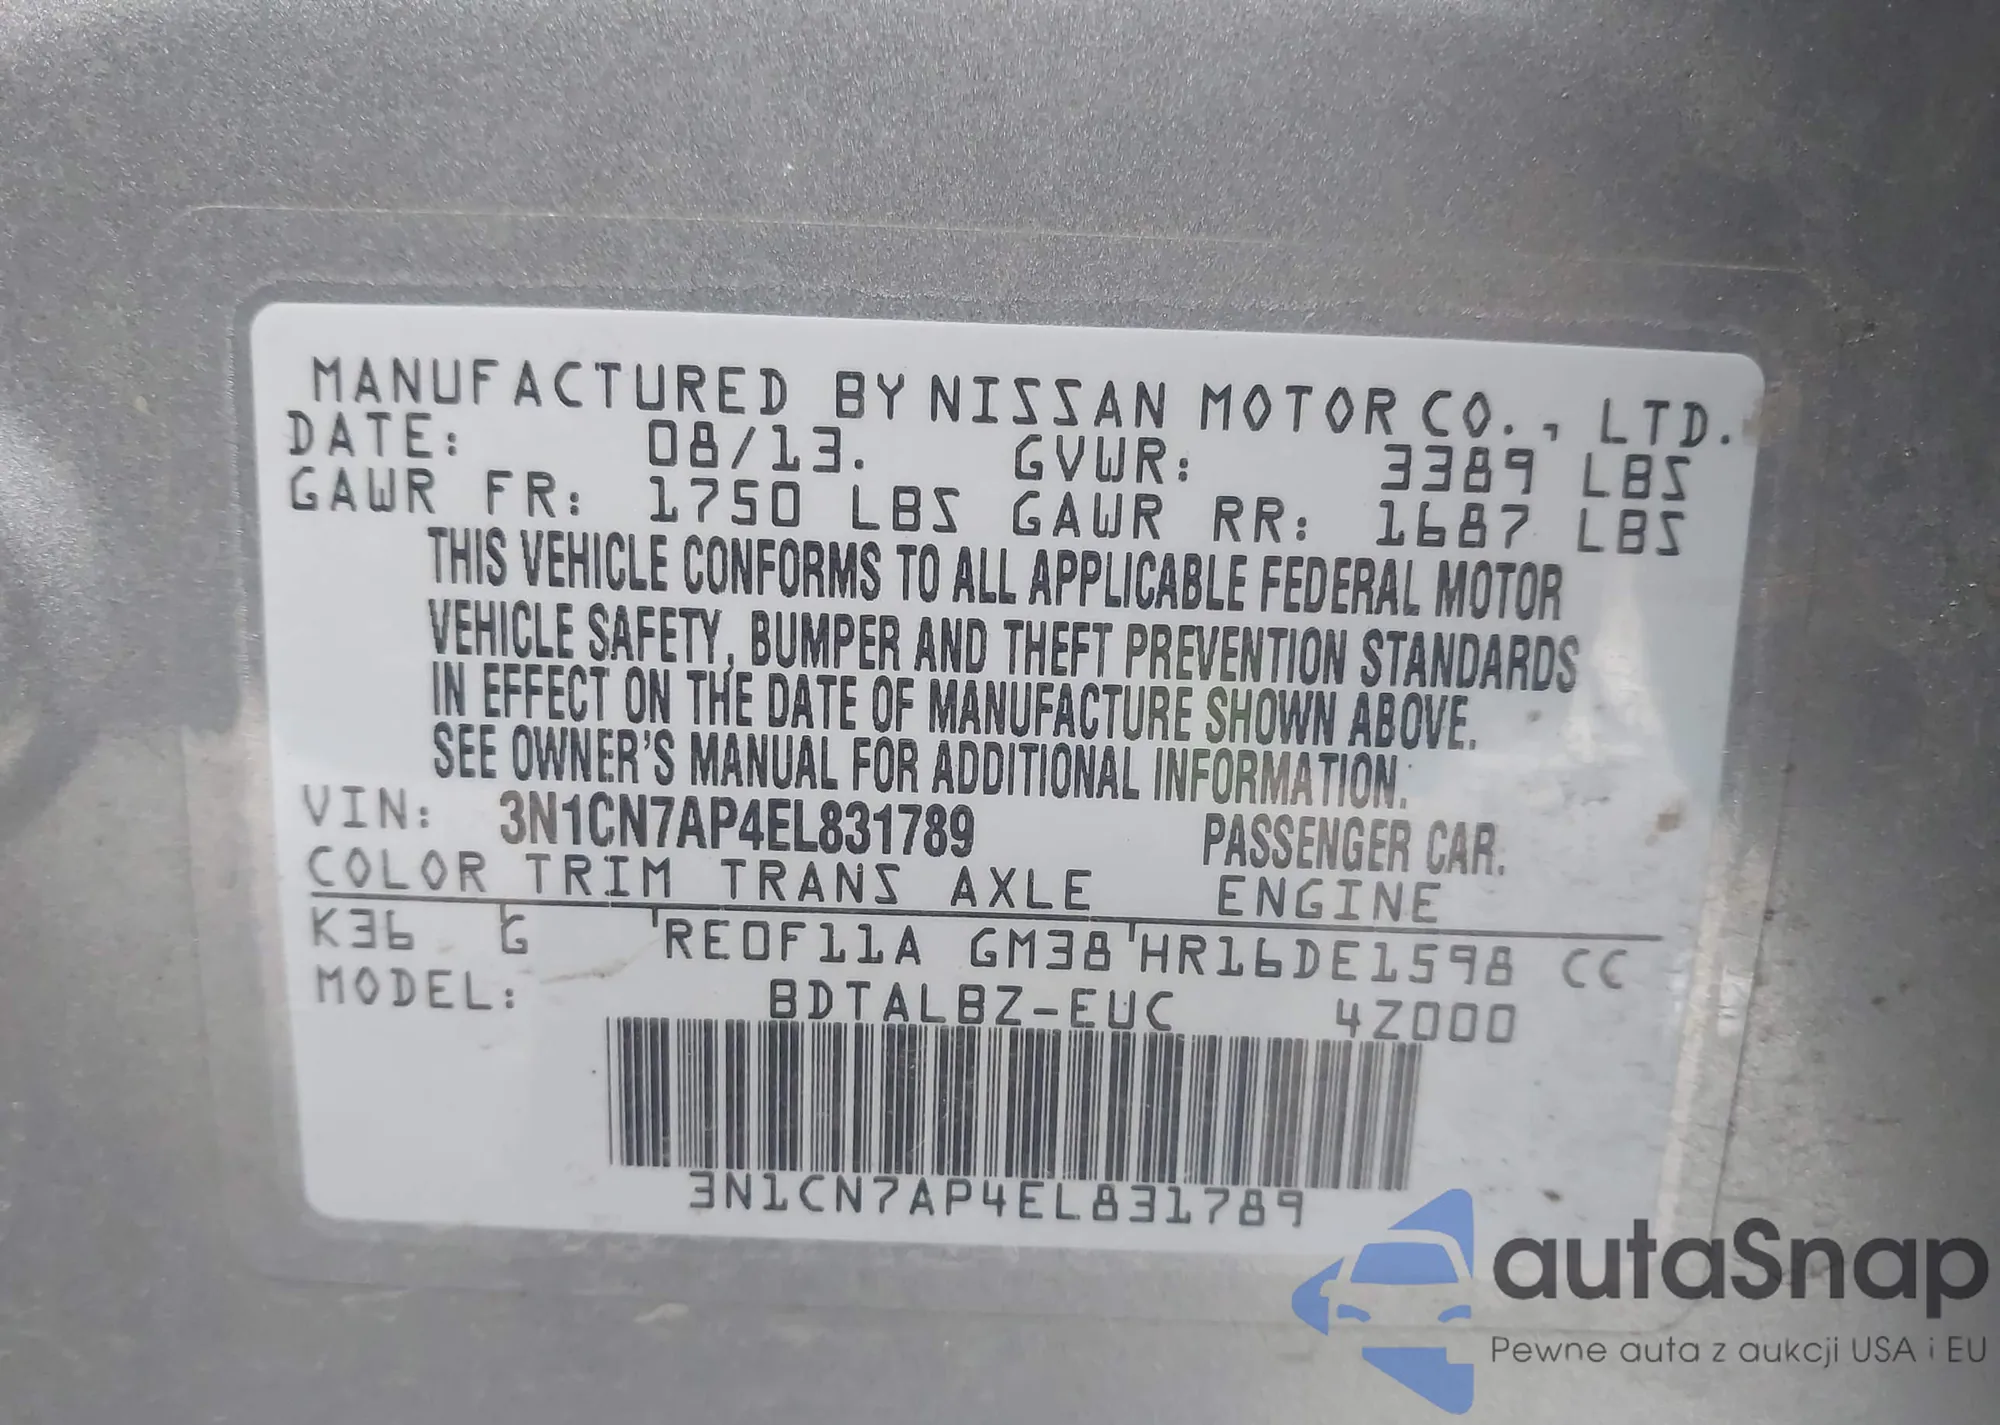 MANUFACTURED BY NISSAN MOTOR CO., LTD.
DATE: 08/13. GVWR: 3389 LBS
GAWR FR: 1750 LBS GAWR RR: 1687 LBS
THIS VEHICLE CONFORMS TO ALL APPLICABLE FEDERAL MOTOR
VEHICLE SAFETY, BUMPER AND THEFT PREVENTION STANDARDS
IN EFFECT ON THE DATE OF MANUFACTURE SHOWN ABOVE.
SEE OWNER'S MANUAL FOR ADDITIONAL INFORMATION.
VIN: 3N1CN7AP4EL831789 PASSENGER CAR.
COLOR TRIM TRANS AXLE ENGINE
K36 G RE0F11A GM38 HR16DE1598 CC
MODEL: BDTALBZ-EUC 4Z000
3N1CN7AP4EL831789
autaSnap
Pewne auta z aukcji USA i EU